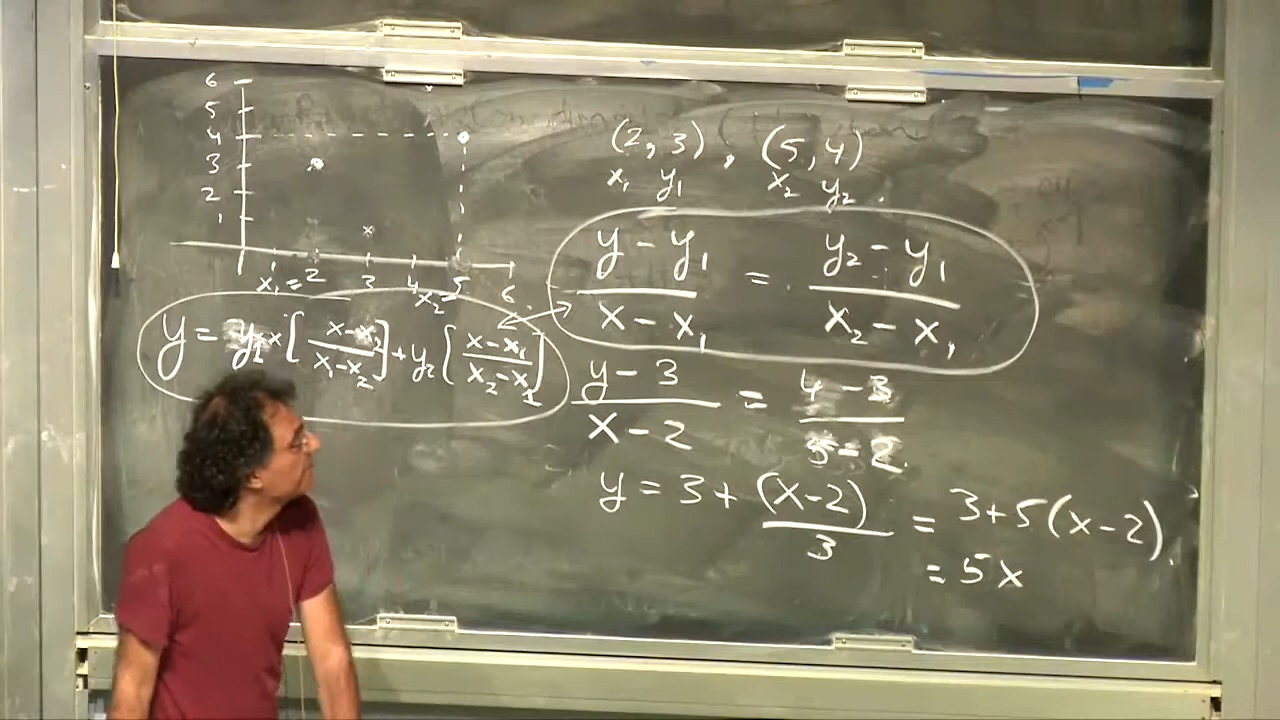 6
5
4
3
2
1
x₁ = 2 3 4 5 6
x₂ =
y = y₁ x [ (x - x₂)/(x₁ - x₂) ] + y₂ [ (x - x₁)/(x₂ - x₁) ]
(2, 3), (5, 4)
x₁ y₁ x₂ y₂
(y - y₁)/(x - x₁) = (y₂ - y₁)/(x₂ - x₁)
(y - 3)/(x - 2) = (4 - 3)/(5 - 2)
y = 3 + (x - 2)/3 = 3 + 5(x - 2).
= 5x